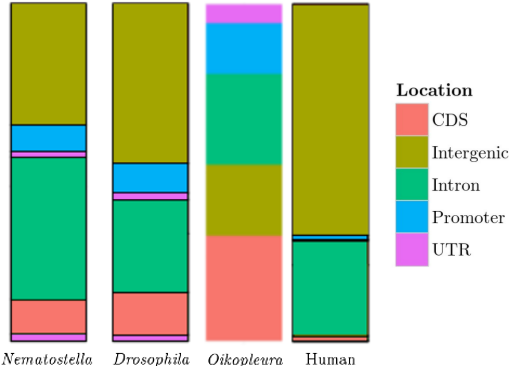 Location
CDS
Intergenic
Intron
Promoter
UTR
Nematostella Drosophila Oikopleura Human